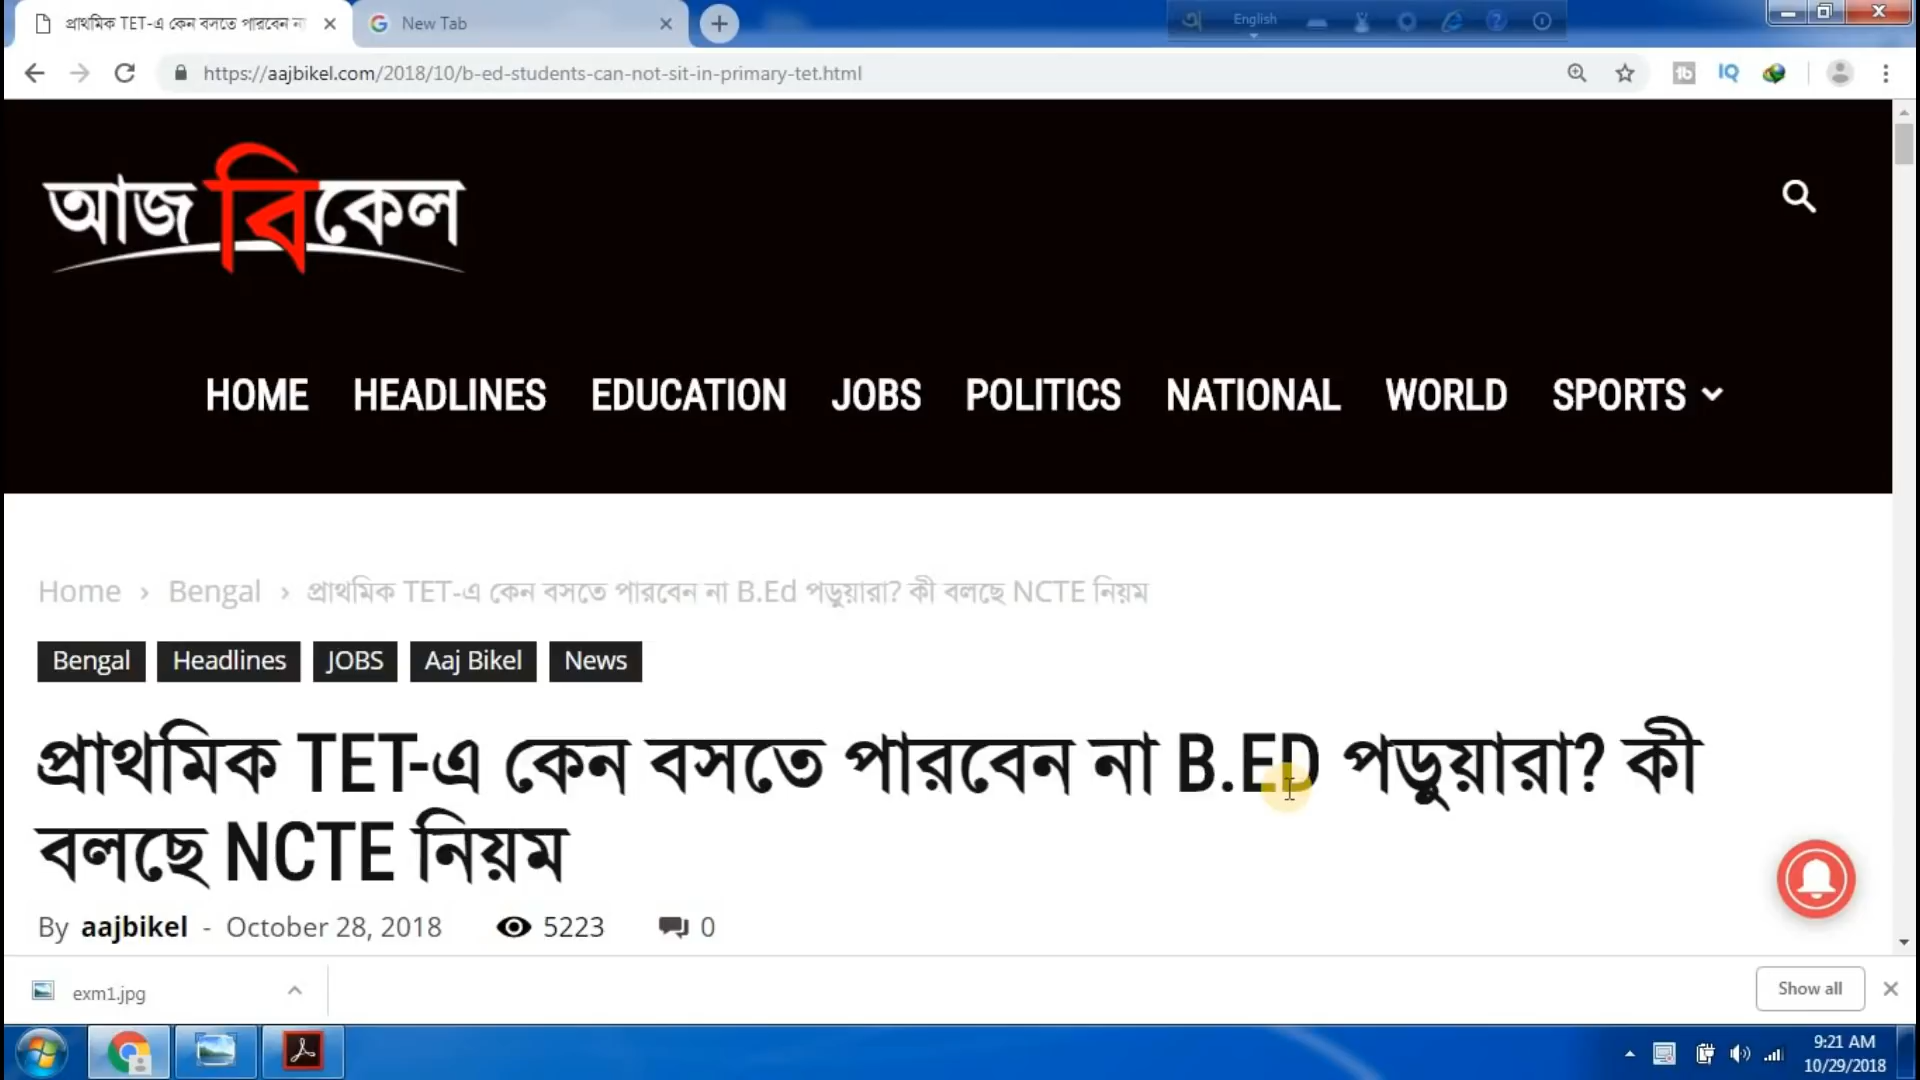 প্রাথমিক TET-এ কেন বসতে পারবেন না
New Tab
English
https://aajbikel.com/2018/10/b-ed-students-can-not-sit-in-primary-tet.html
আজ বিকেল
HOME HEADLINES EDUCATION JOBS POLITICS NATIONAL WORLD SPORTS
Home › Bengal › প্রাথমিক TET-এ কেন বসতে পারবেন না B.Ed পড়ুয়ারা? কী বলছে NCTE নিয়ম
Bengal Headlines JOBS Aaj Bikel News
প্রাথমিক TET-এ কেন বসতে পারবেন না B.ED পড়ুয়ারা? কী
বলছে NCTE নিয়ম
By aajbikel - October 28, 2018 5223 0
exm1.jpg
Show all
9:21 AM
10/29/2018